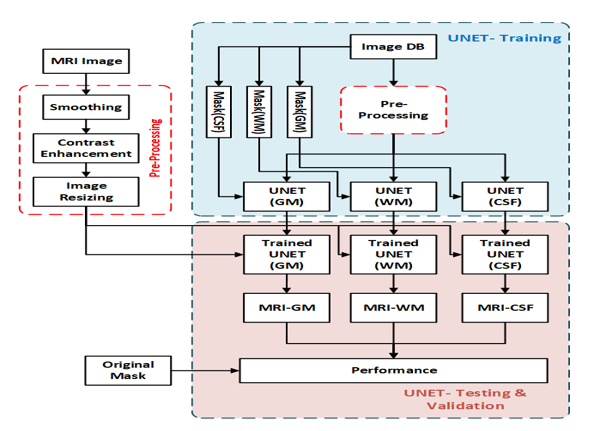 MRI Image
Smoothing
Contrast
Enhancement
Image
Resizing
Pre-Processing
UNET- Training
Image DB
Mask(CSF)
Mask(WM)
Mask(GM)
Pre-
Processing
UNET
(GM)
UNET
(WM)
UNET
(CSF)
Trained
UNET
(GM)
Trained
UNET
(WM)
Trained
UNET
(CSF)
MRI-GM
MRI-WM
MRI-CSF
Original
Mask
Performance
UNET- Testing &
Validation